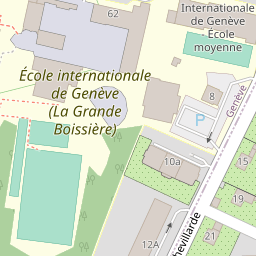 62
Internationale
de Genève
École
moyenne
École internationale
de Genève
(La Grande
Boissière)
8
Genève
P
10a
15
19
21
12A
hevillarde